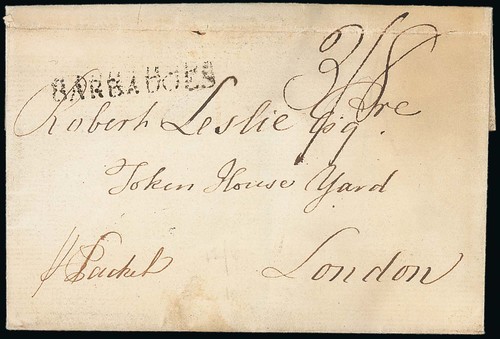 3/8
BARBADOES
Robert Leslie Esqre.
Token House Yard
London
Packet